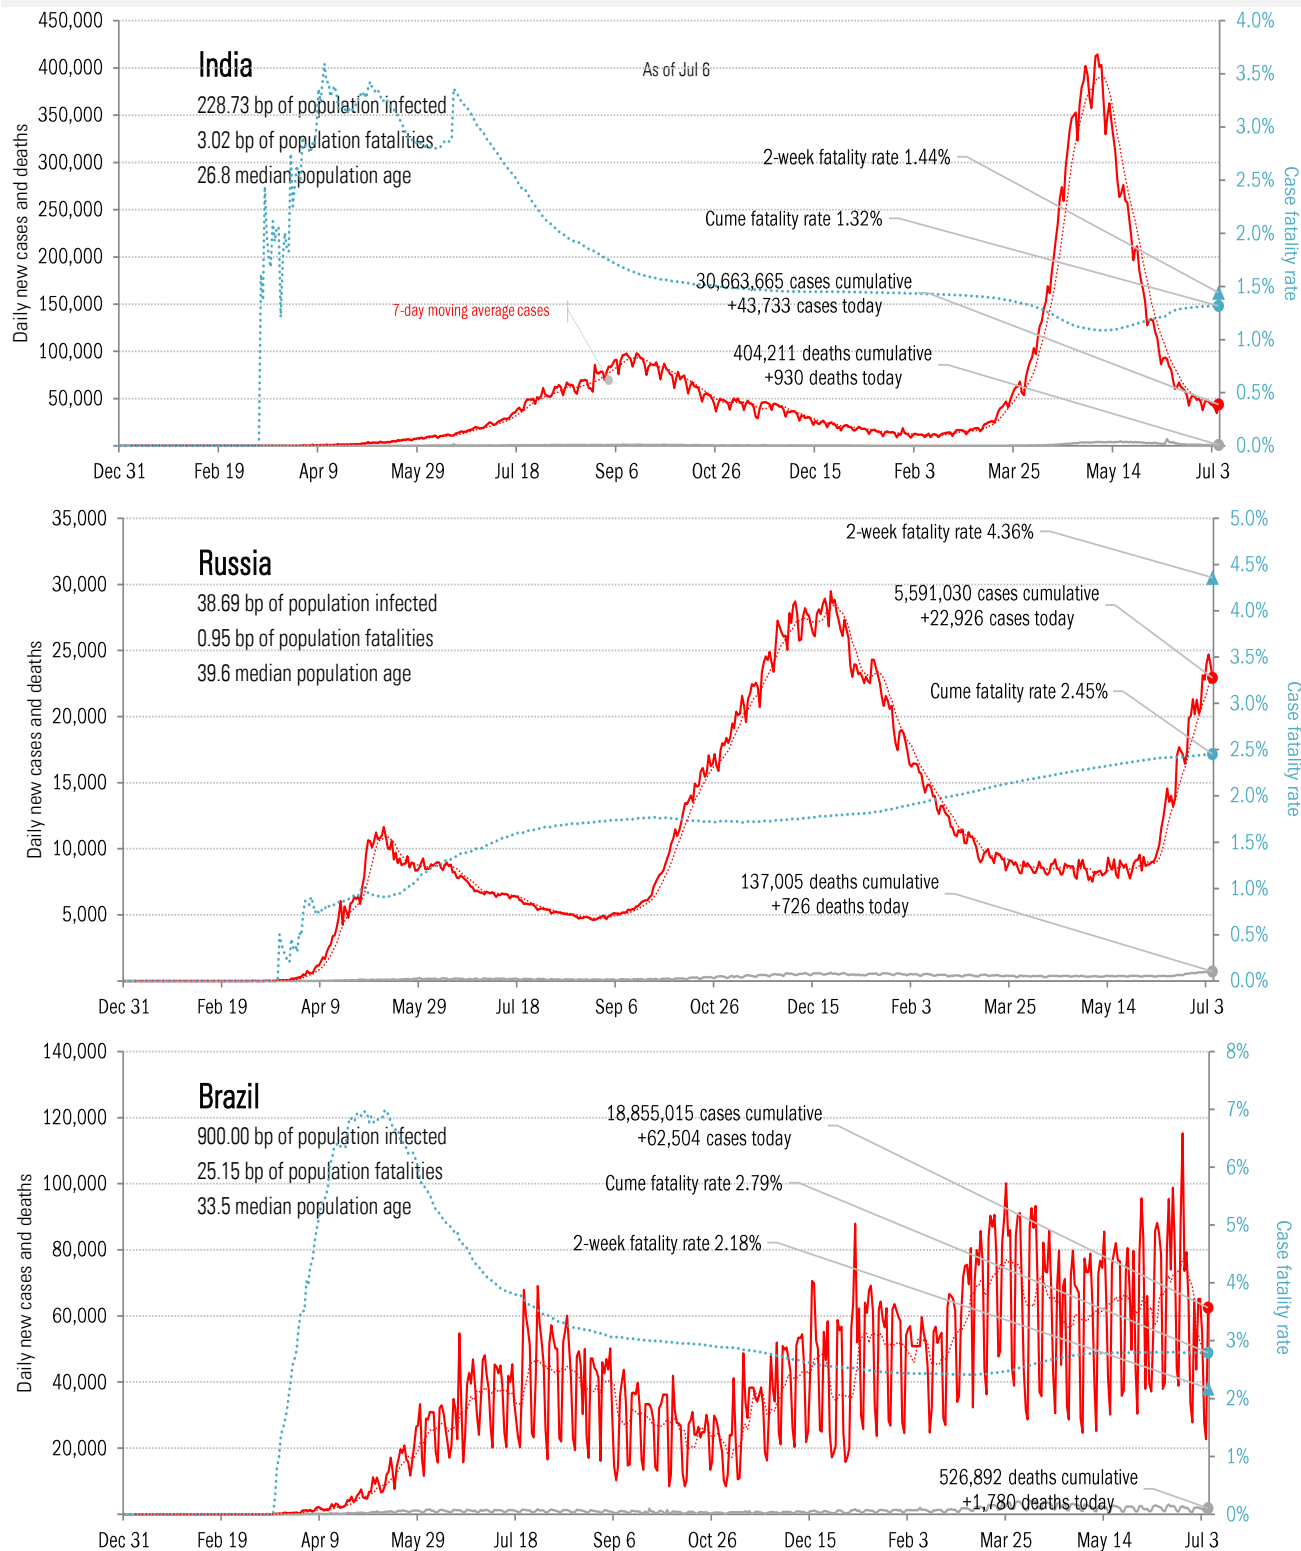 450,000
4.0%
India
As of Jul 6
400,000
3.5%
228.73 bp of population infected
350,000
3.0%
3.02 bp of population fatalities
300,000
2-week fatality rate 1.44%
26.8 median population age
2.5%
250,000
Cume fatality rate 1.32%
2.0%
200,000
30,663,665 cases cumulative
+43,733 cases today
1.5%
150,000
7-day moving average cases
1.0%
100,000
404,211 deaths cumulative
+930 deaths today
0.5%
50,000
0.0%
-
Daily new cases and deaths
Case fatality rate
Dec 31 Feb 19 Apr 9 May 29 Jul 18 Sep 6 Oct 26 Dec 15 Feb 3 Mar 25 May 14 Jul 3
35,000
5.0%
2-week fatality rate 4.36%
Russia
4.5%
30,000
5,591,030 cases cumulative
+22,926 cases today
38.69 bp of population infected
4.0%
0.95 bp of population fatalities
25,000
3.5%
39.6 median population age
Cume fatality rate 2.45%
20,000
3.0%
2.5%
15,000
2.0%
10,000
1.5%
137,005 deaths cumulative
+726 deaths today
1.0%
5,000
0.5%
0.0%
-
Daily new cases and deaths
Case fatality rate
Dec 31 Feb 19 Apr 9 May 29 Jul 18 Sep 6 Oct 26 Dec 15 Feb 3 Mar 25 May 14 Jul 3
140,000
8%
Brazil
120,000
7%
18,855,015 cases cumulative
+62,504 cases today
900.00 bp of population infected
25.15 bp of population fatalities
6%
100,000
Cume fatality rate 2.79%
33.5 median population age
5%
80,000
2-week fatality rate 2.18%
4%
60,000
3%
40,000
2%
20,000
1%
526,892 deaths cumulative
+1,780 deaths today
0%
-
Daily new cases and deaths
Case fatality rate
Dec 31 Feb 19 Apr 9 May 29 Jul 18 Sep 6 Oct 26 Dec 15 Feb 3 Mar 25 May 14 Jul 3